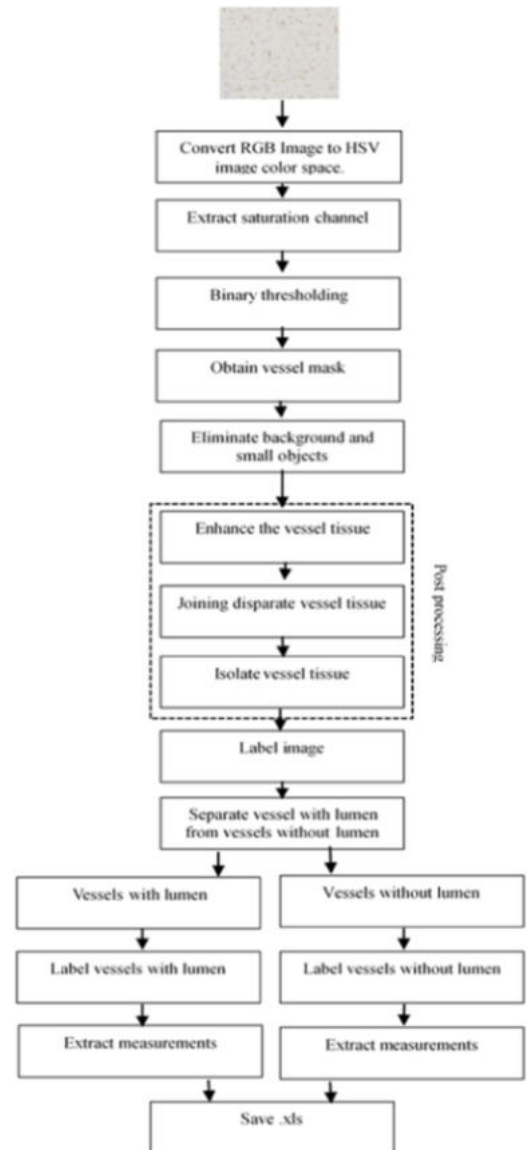 Convert RGB Image to HSV
image color space.
Extract saturation channel
Binary thresholding
Obtain vessel mask
Eliminate background and
small objects
Enhance the vessel tissue
Joining disparate vessel tissue
Isolate vessel tissue
Post processing
Label image
Separate vessel with lumen
from vessels without lumen
Vessels with lumen
Vessels without lumen
Label vessels with lumen
Label vessels without lumen
Extract measurements
Extract measurements
Save .xls